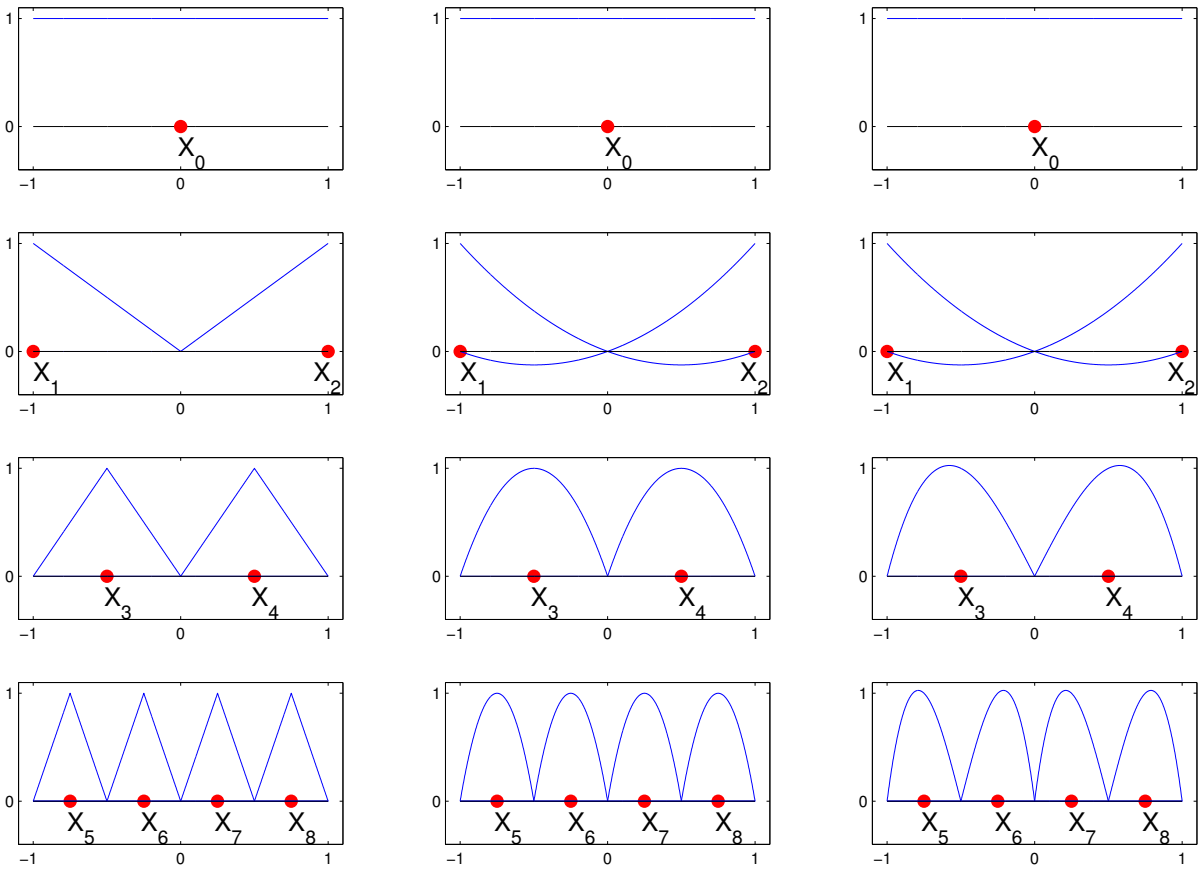 1 1 1
0 0 0
X₀ X₀ X₀
−1 0 1 −1 0 1 −1 0 1
1 1 1
0 0 0
X₁ X₂ X₁ X₂ X₁ X₂
−1 0 1 −1 0 1 −1 0 1
1 1 1
0 0 0
X₃ X₄ X₃ X₄ X₃ X₄
−1 0 1 −1 0 1 −1 0 1
1 1 1
0 0 0
X₅ X₆ X₇ X₈ X₅ X₆ X₇ X₈ X₅ X₆ X₇ X₈
−1 0 1 −1 0 1 −1 0 1